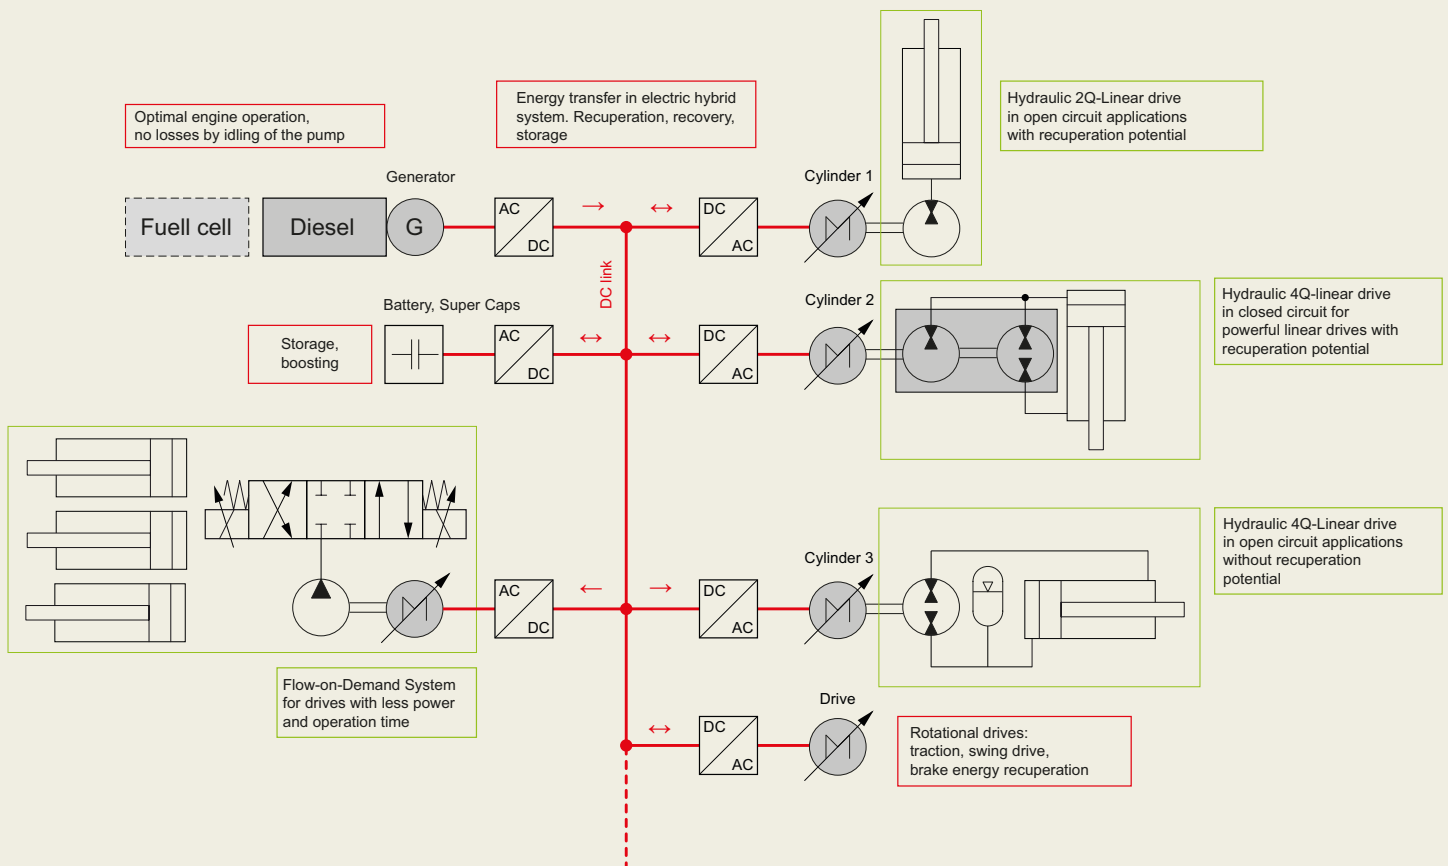 Optimal engine operation,
no losses by idling of the pump
Energy transfer in electric hybrid
system. Recuperation, recovery,
storage
Hydraulic 2Q-Linear drive
in open circuit applications
with recuperation potential
Generator
Cylinder 1
Fuell cell
Diesel
G
AC
DC
→
↔
DC
AC
M
DC link
Battery, Super Caps
Cylinder 2
Hydraulic 4Q-linear drive
in closed circuit for
powerful linear drives with
recuperation potential
Storage,
boosting
AC
DC
↔
↔
DC
AC
M
Cylinder 3
Hydraulic 4Q-Linear drive
in open circuit applications
without recuperation
potential
M
AC
DC
←
→
DC
AC
M
Flow-on-Demand System
for drives with less power
and operation time
Drive
↔
DC
AC
M
Rotational drives:
traction, swing drive,
brake energy recuperation